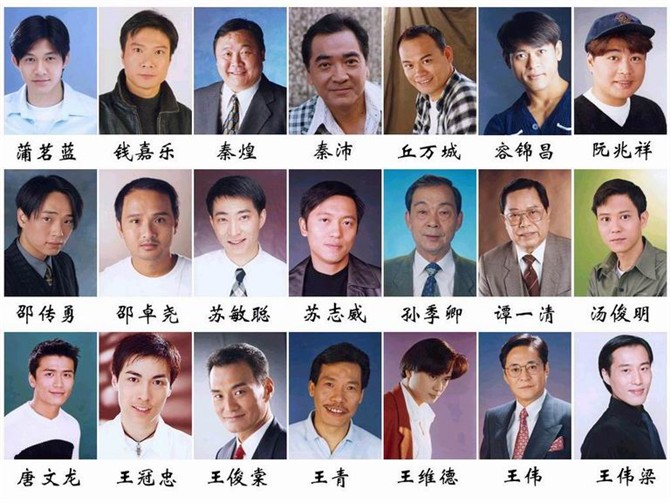 蒲茗蓝 钱嘉乐 秦煌 秦沛 丘万城 容锦昌 阮兆祥
邵传勇 邵卓尧 苏敏聪 苏志威 孙季卿 谭一清 汤俊明
唐文龙 王冠忠 王俊棠 王青 王维德 王伟 王伟梁